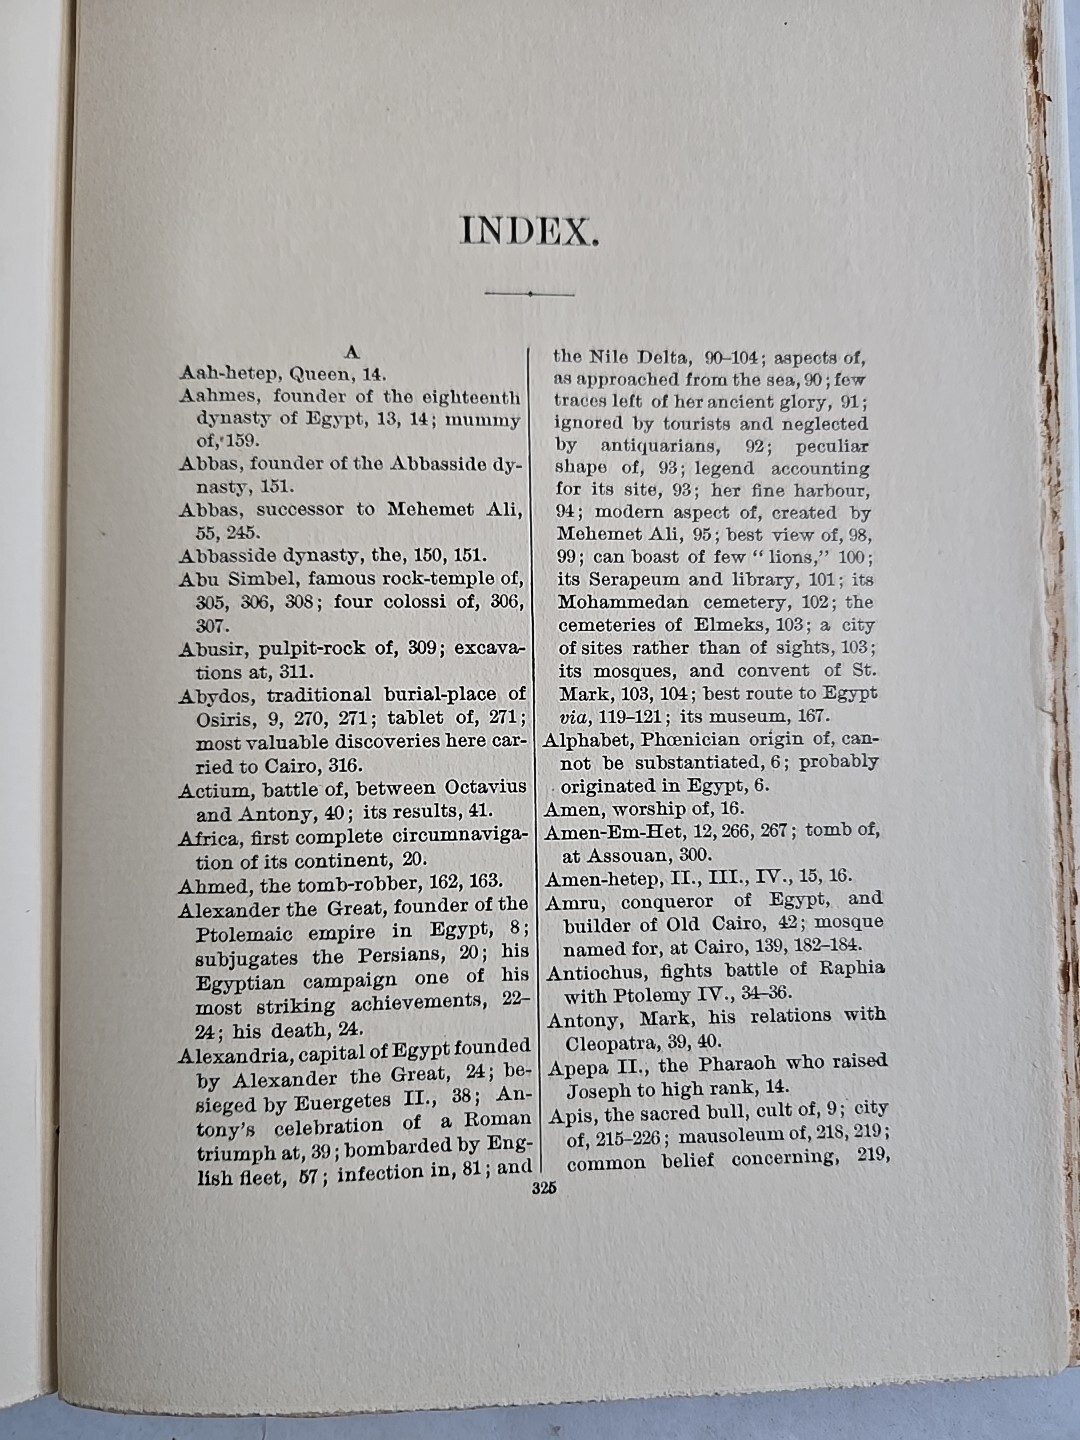 INDEX.
A
Aah-hetep, Queen, 14.
Aahmes, founder of the eighteenth
dynasty of Egypt, 13, 14; mummy
of, 159.
Abbas, founder of the Abbasside dy-
nasty, 151.
Abbas, successor to Mehemet Ali,
55, 245.
Abbasside dynasty, the, 150, 151.
Abu Simbel, famous rock-temple of,
305, 306, 308; four colossi of, 306,
307.
Abusir, pulpit-rock of, 309; excava-
tions at, 311.
Abydos, traditional burial-place of
Osiris, 9, 270, 271; tablet of, 271;
most valuable discoveries here car-
ried to Cairo, 316.
Actium, battle of, between Octavius
and Antony, 40; its results, 41.
Africa, first complete circumnaviga-
tion of its continent, 20.
Ahmed, the tomb-robber, 162, 163.
Alexander the Great, founder of the
Ptolemaic empire in Egypt, 8;
subjugates the Persians, 20; his
Egyptian campaign one of his
most striking achievements, 22–
24; his death, 24.
Alexandria, capital of Egypt founded
by Alexander the Great, 24; be-
sieged by Euergetes II., 38; An-
tony's celebration of a Roman
triumph at, 39; bombarded by Eng-
lish fleet, 57; infection in, 81; and
the Nile Delta, 90–104; aspects of,
as approached from the sea, 90; few
traces left of her ancient glory, 91;
ignored by tourists and neglected
by antiquarians, 92; peculiar
shape of, 93; legend accounting
for its site, 93; her fine harbour,
94; modern aspect of, created by
Mehemet Ali, 95; best view of, 98,
99; can boast of few "lions," 100;
its Serapeum and library, 101; its
Mohammedan cemetery, 102; the
cemeteries of Elmeks, 103; a city
of sites rather than of sights, 103;
its mosques, and convent of St.
Mark, 103, 104; best route to Egypt
via, 119–121; its museum, 167.
Alphabet, Phœnician origin of, can-
not be substantiated, 6; probably
originated in Egypt, 6.
Amen, worship of, 16.
Amen-Em-Het, 12, 266, 267; tomb of,
at Assouan, 300.
Amen-hetep, II., III., IV., 15, 16.
Amru, conqueror of Egypt, and
builder of Old Cairo, 42; mosque
named for, at Cairo, 139, 182–184.
Antiochus, fights battle of Raphia
with Ptolemy IV., 34–36.
Antony, Mark, his relations with
Cleopatra, 39, 40.
Apepa II., the Pharaoh who raised
Joseph to high rank, 14.
Apis, the sacred bull, cult of, 9; city
of, 215–226; mausoleum of, 218, 219;
common belief concerning, 219,
325